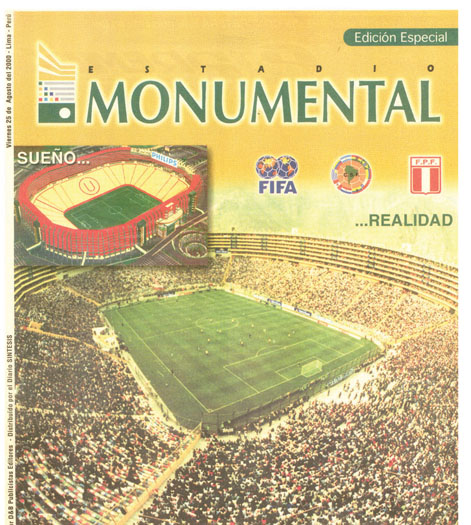 Edición Especial
Viernes 25 de Agosto del 2000 - Lima - Perú
ESTADIO
MONUMENTAL
SUEÑO...
PHILIPS
U
FIFA
F.P.F.
...REALIDAD
D&B Publicistas Editores - Distribuido por el Diario SINTESIS